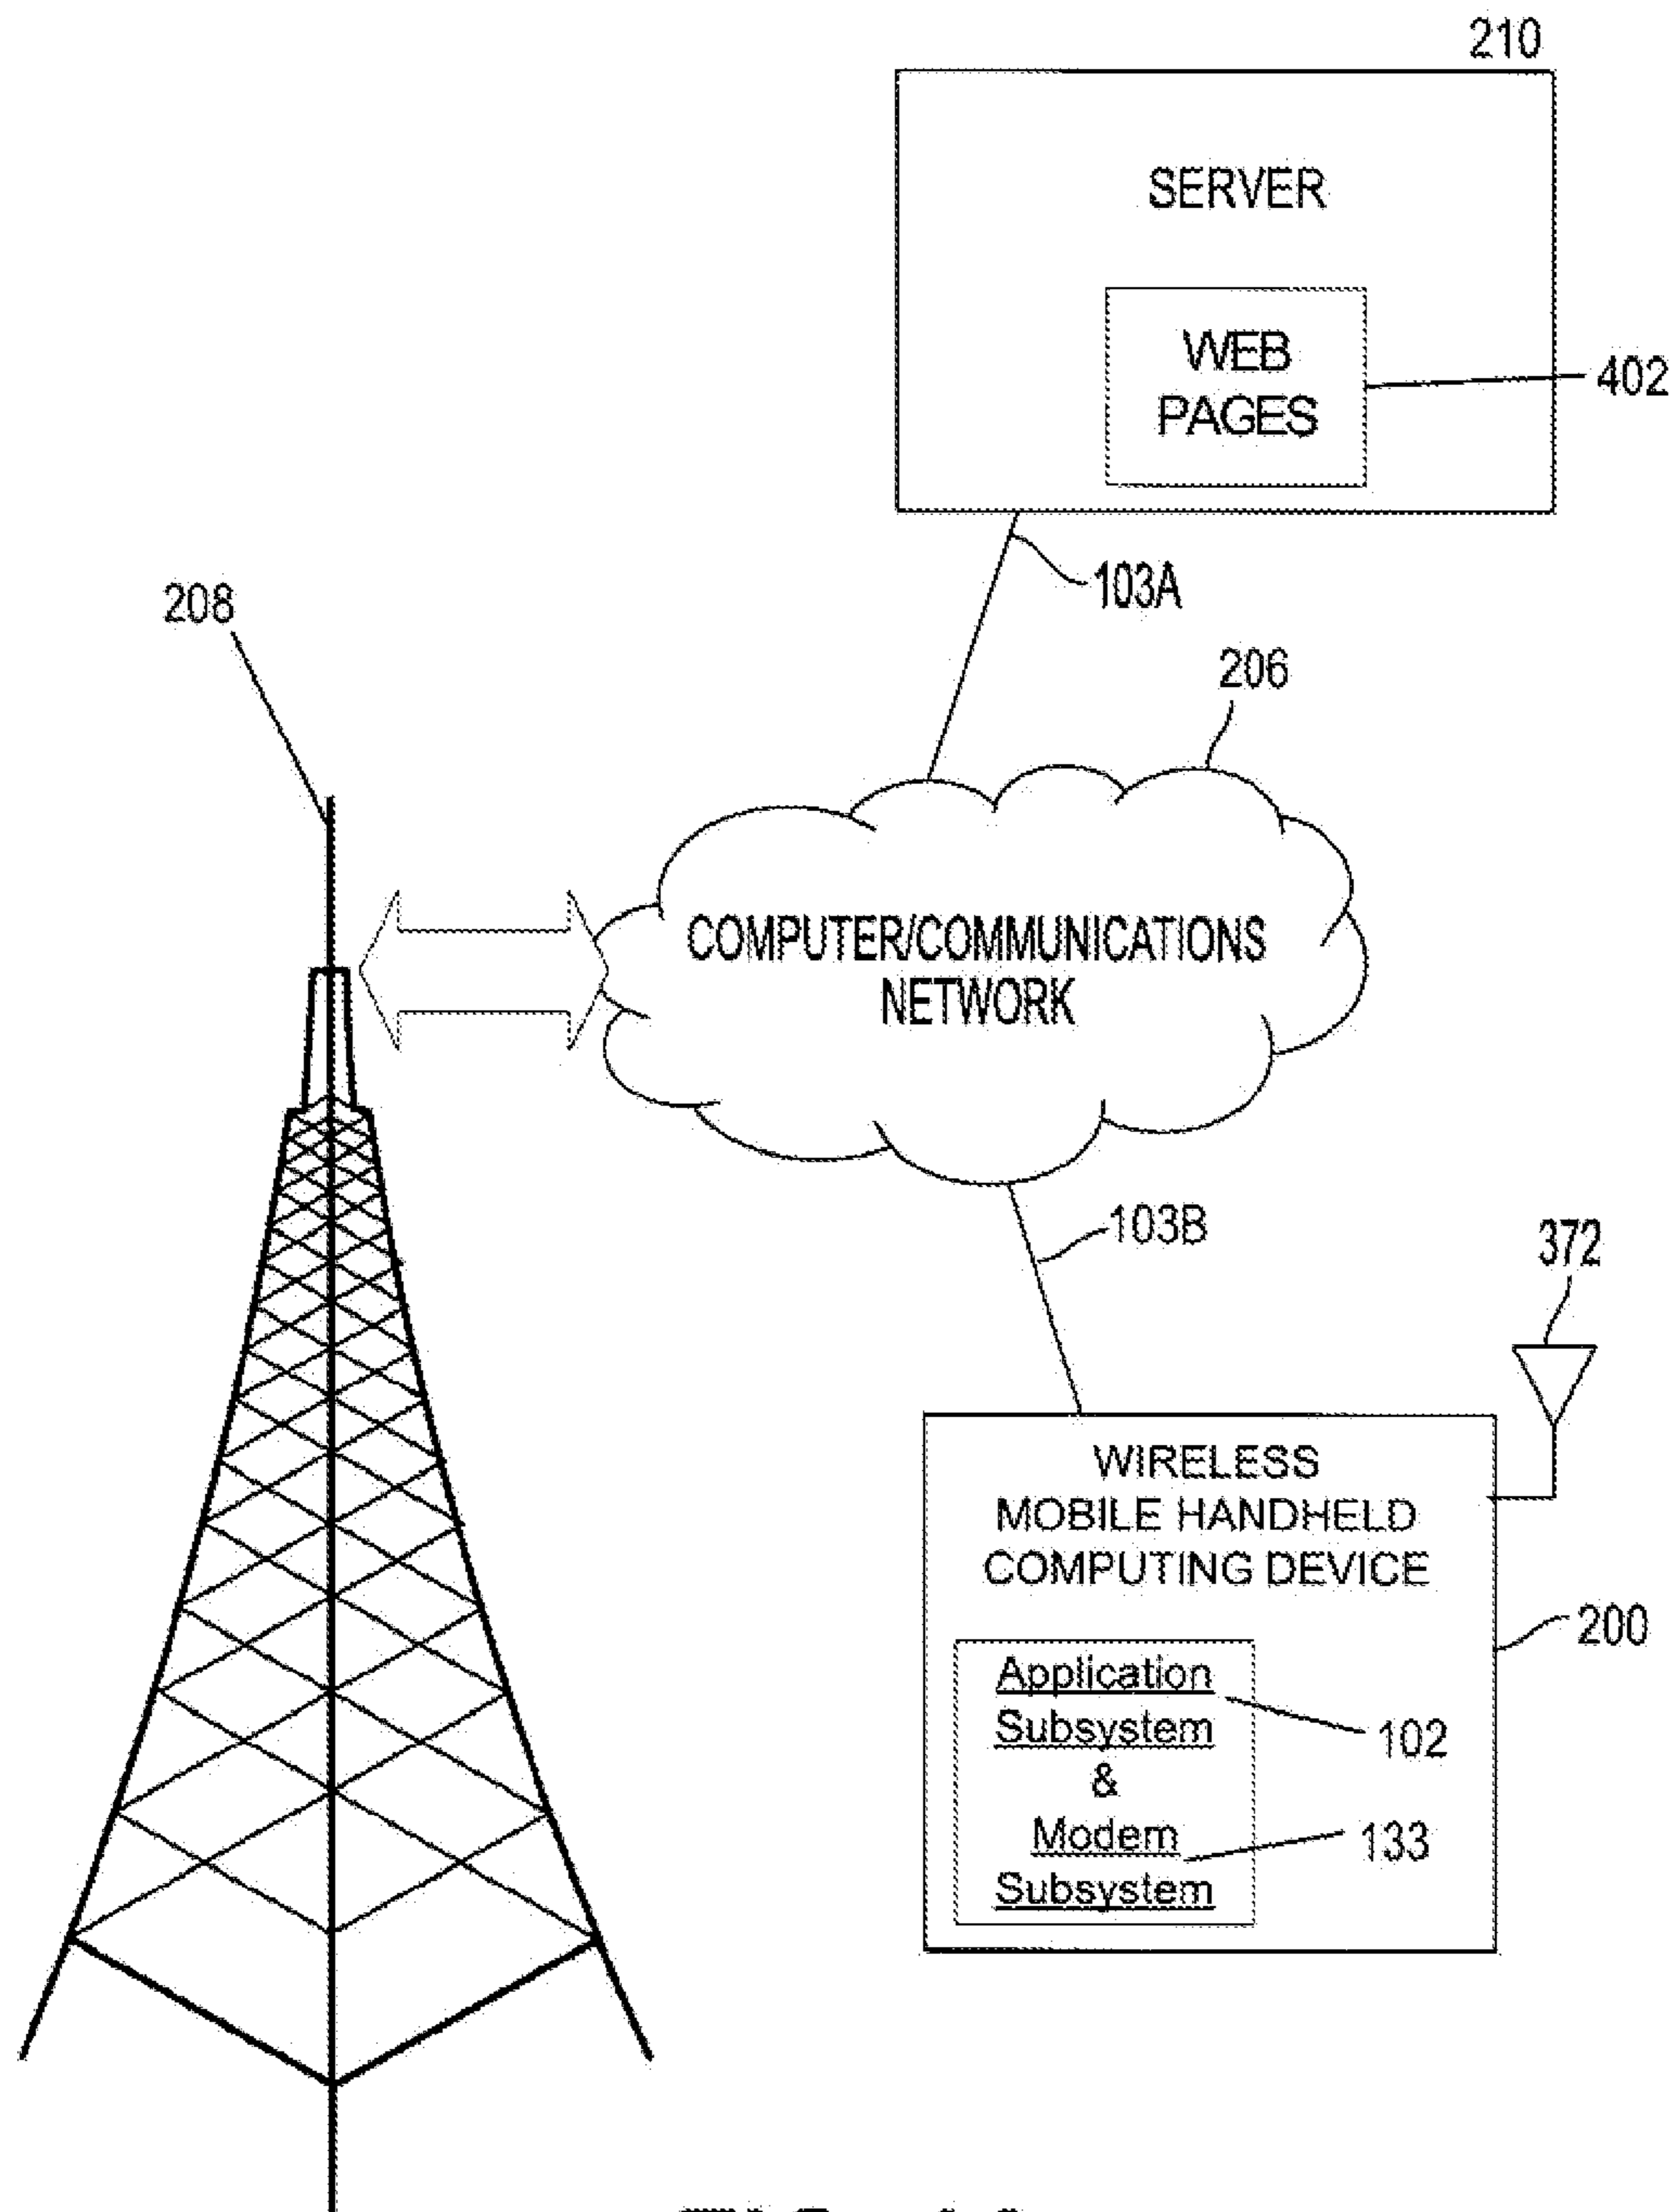 210
SERVER
WEB
PAGES
402
103A
208
206
COMPUTER/COMMUNICATIONS
NETWORK
103B
372
WIRELESS
MOBILE HANDHELD
COMPUTING DEVICE
200
Application
Subsystem
102
&
Modem
133
Subsystem